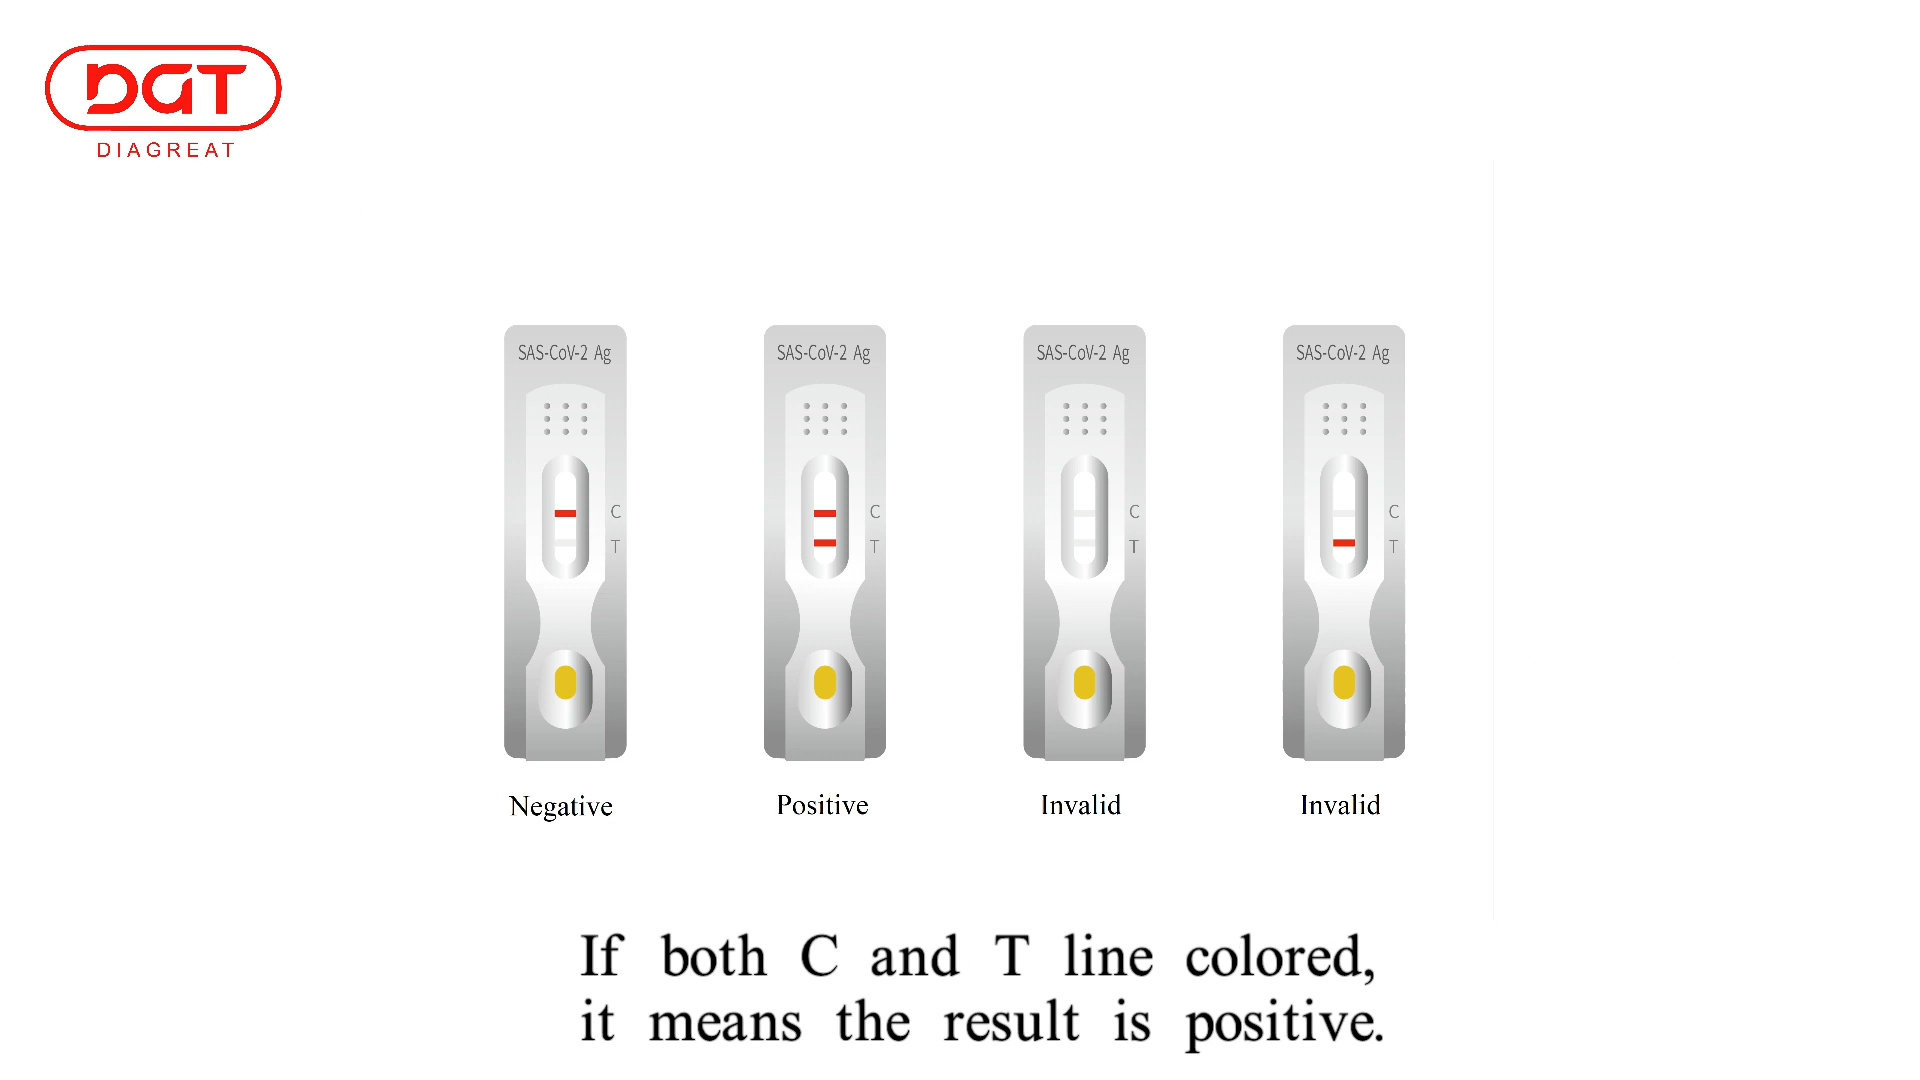 DGT
DIAGREAT
SAS-CoV-2 Ag
SAS-CoV-2 Ag
SAS-CoV-2 Ag
SAS-CoV-2 Ag
C
C
C
C
T
T
T
T
Negative
Positive
Invalid
Invalid
If both C and T line colored,
it means the result is positive.